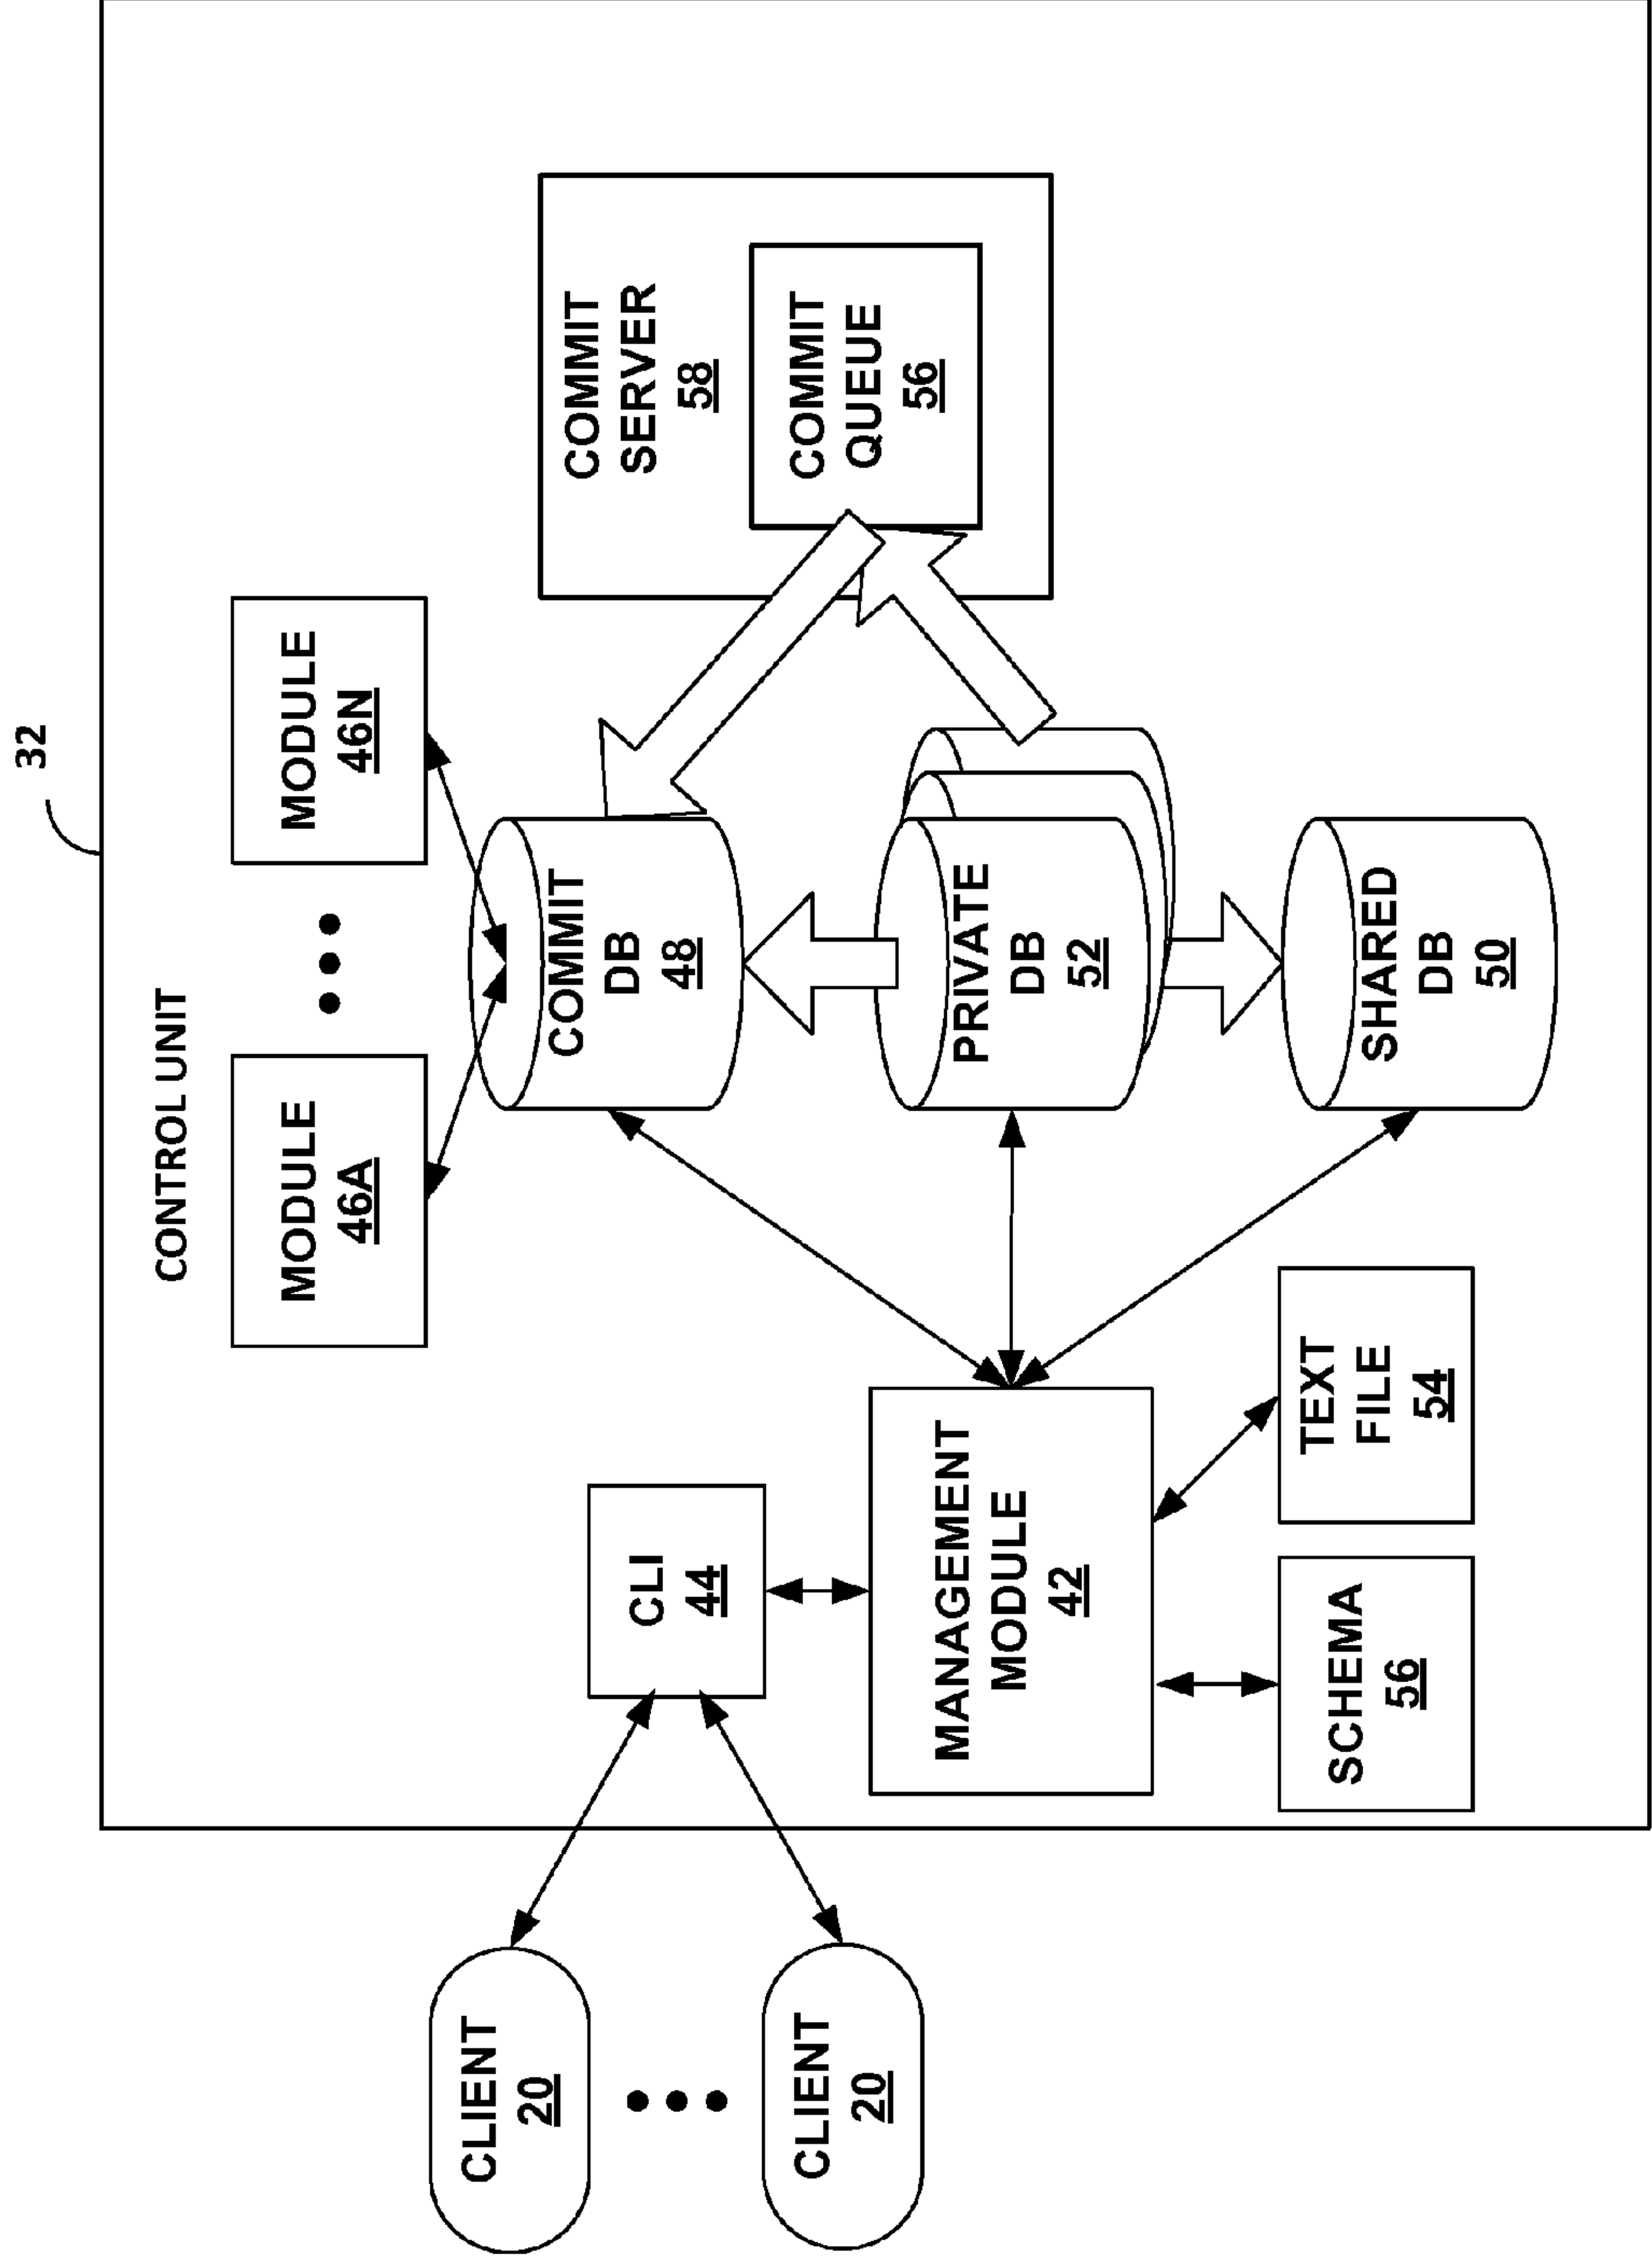 32
CONTROL UNIT
MODULE
46A
MODULE
46N
CLIENT
20
CLIENT
20
CLI
44
COMMIT
DB
48
COMMIT
SERVER
58
COMMIT
QUEUE
56
MANAGEMENT
MODULE
42
PRIVATE
DB
52
SCHEMA
56
TEXT
FILE
54
SHARED
DB
50